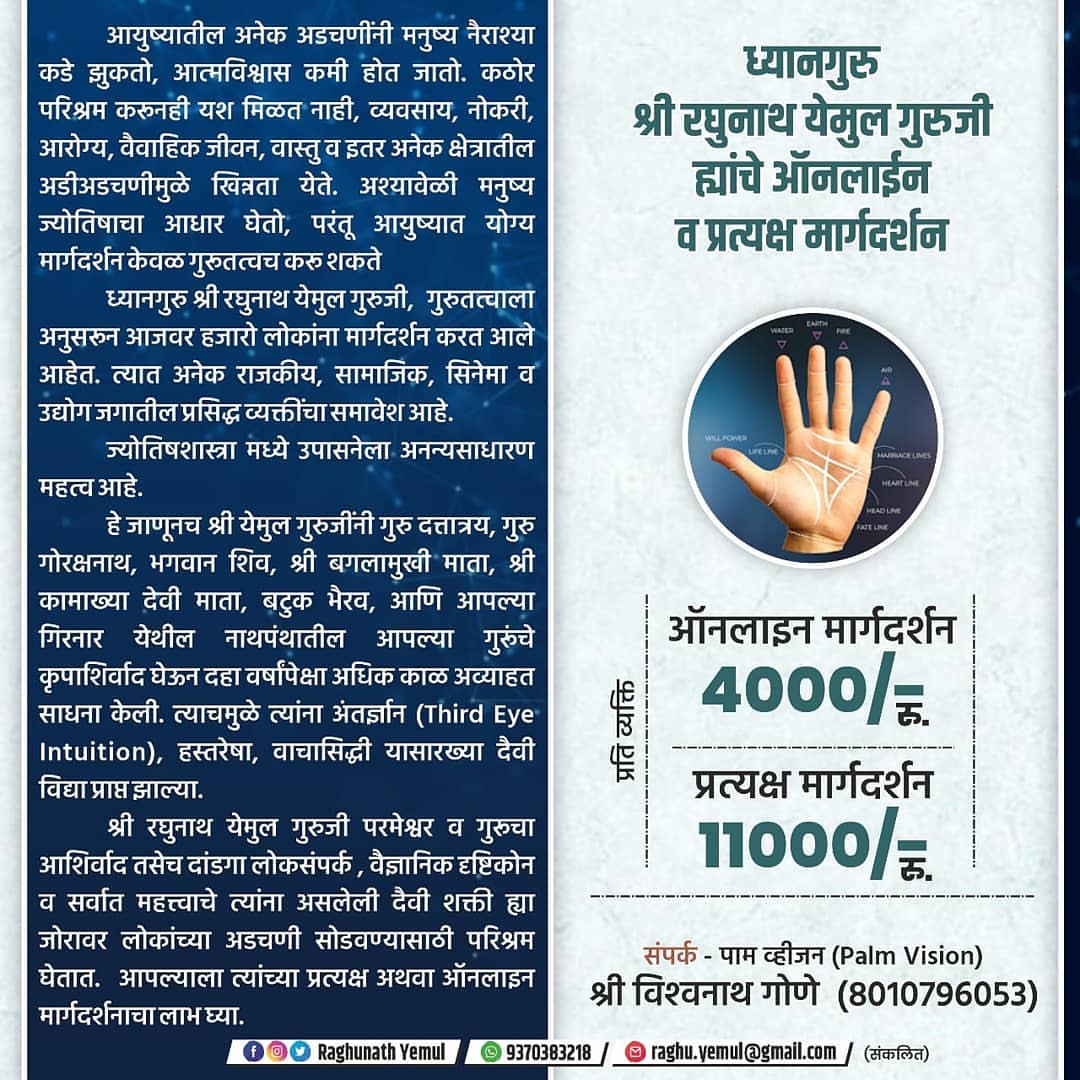 आयुष्यातील अनेक अडचणींनी मनुष्य नैराश्या
कडे झुकतो, आत्मविश्वास कमी होत जातो. कठोर
परिश्रम करूनही यश मिळत नाही, व्यवसाय, नोकरी,
आरोग्य, वैवाहिक जीवन, वास्तु व इतर अनेक क्षेत्रातील
अडीअडचणीमुळे खिन्नता येते. अश्यावेळी मनुष्य
ज्योतिषाचा आधार घेतो, परंतू आयुष्यात योग्य
मार्गदर्शन केवळ गुरुतत्वच करू शकते
ध्यानगुरु श्री रघुनाथ येमुल गुरुजी, गुरुतत्वाला
अनुसरून आजवर हजारो लोकांना मार्गदर्शन करत आले
आहेत. त्यात अनेक राजकीय, सामाजिक, सिनेमा व
उद्योग जगातील प्रसिद्ध व्यक्तींचा समावेश आहे.
ज्योतिषशास्त्रा मध्ये उपासनेला अनन्यसाधारण
महत्व आहे.
हे जाणूनच श्री येमुल गुरुजींनी गुरु दत्तात्रय, गुरु
गोरक्षनाथ, भगवान शिव, श्री बगलामुखी माता, श्री
कामाख्या देवी माता, बटुक भैरव, आणि आपल्या
गिरनार येथील नाथपंथातील आपल्या गुरुंचे
कृपाशिर्वाद घेऊन दहा वर्षांपेक्षा अधिक काळ अव्याहत
साधना केली. त्याचमुळे त्यांना अंतर्ज्ञान (Third Eye
Intuition), हस्तरेषा, वाचासिद्धी यासारख्या दैवी
विद्या प्राप्त झाल्या.
श्री रघुनाथ येमुल गुरुजी परमेश्वर व गुरूचा
आशिर्वाद तसेच दांडगा लोकसंपर्क , वैज्ञानिक दृष्टिकोन
व सर्वात महत्त्वाचे त्यांना असलेली दैवी शक्ती ह्या
जोरावर लोकांच्या अडचणी सोडवण्यासाठी परिश्रम
घेतात. आपल्याला त्यांच्या प्रत्यक्ष अथवा ऑनलाइन
मार्गदर्शनाचा लाभ घ्या.
ध्यानगुरु
श्री रघुनाथ येमुल गुरुजी
ह्यांचे ऑनलाईन
व प्रत्यक्ष मार्गदर्शन
WATER
EARTH
FIRE
AIR
WILL POWER
LIFE LINE
MARRIAGE LINES
HEART LINE
HEAD LINE
FATE LINE
प्रति व्यक्ति
ऑनलाइन मार्गदर्शन
4000/= रु.
प्रत्यक्ष मार्गदर्शन
11000/= रु.
संपर्क - पाम व्हीजन (Palm Vision)
श्री विश्वनाथ गोणे (8010796053)
Raghunath Yemul / 9370383218 / raghu.yemul@gmail.com / (संकलित)